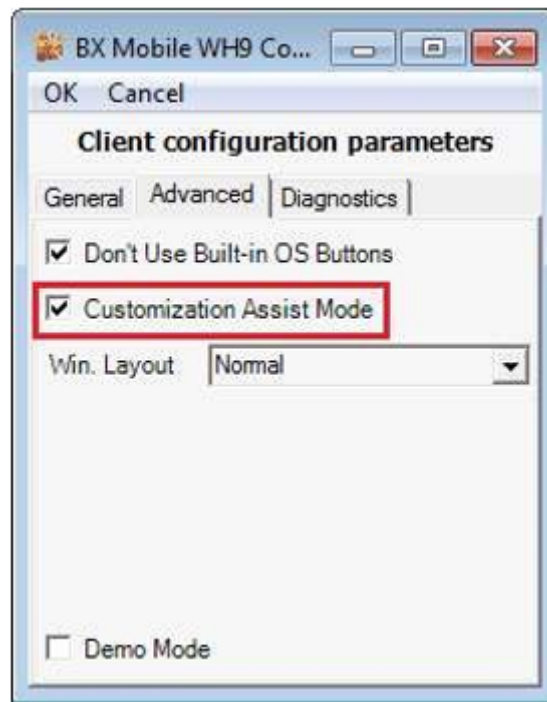 BX Mobile WH9 Co...
OK Cancel
Client configuration parameters
General Advanced Diagnostics
Don't Use Built-in OS Buttons
Customization Assist Mode
Win. Layout Normal
Demo Mode